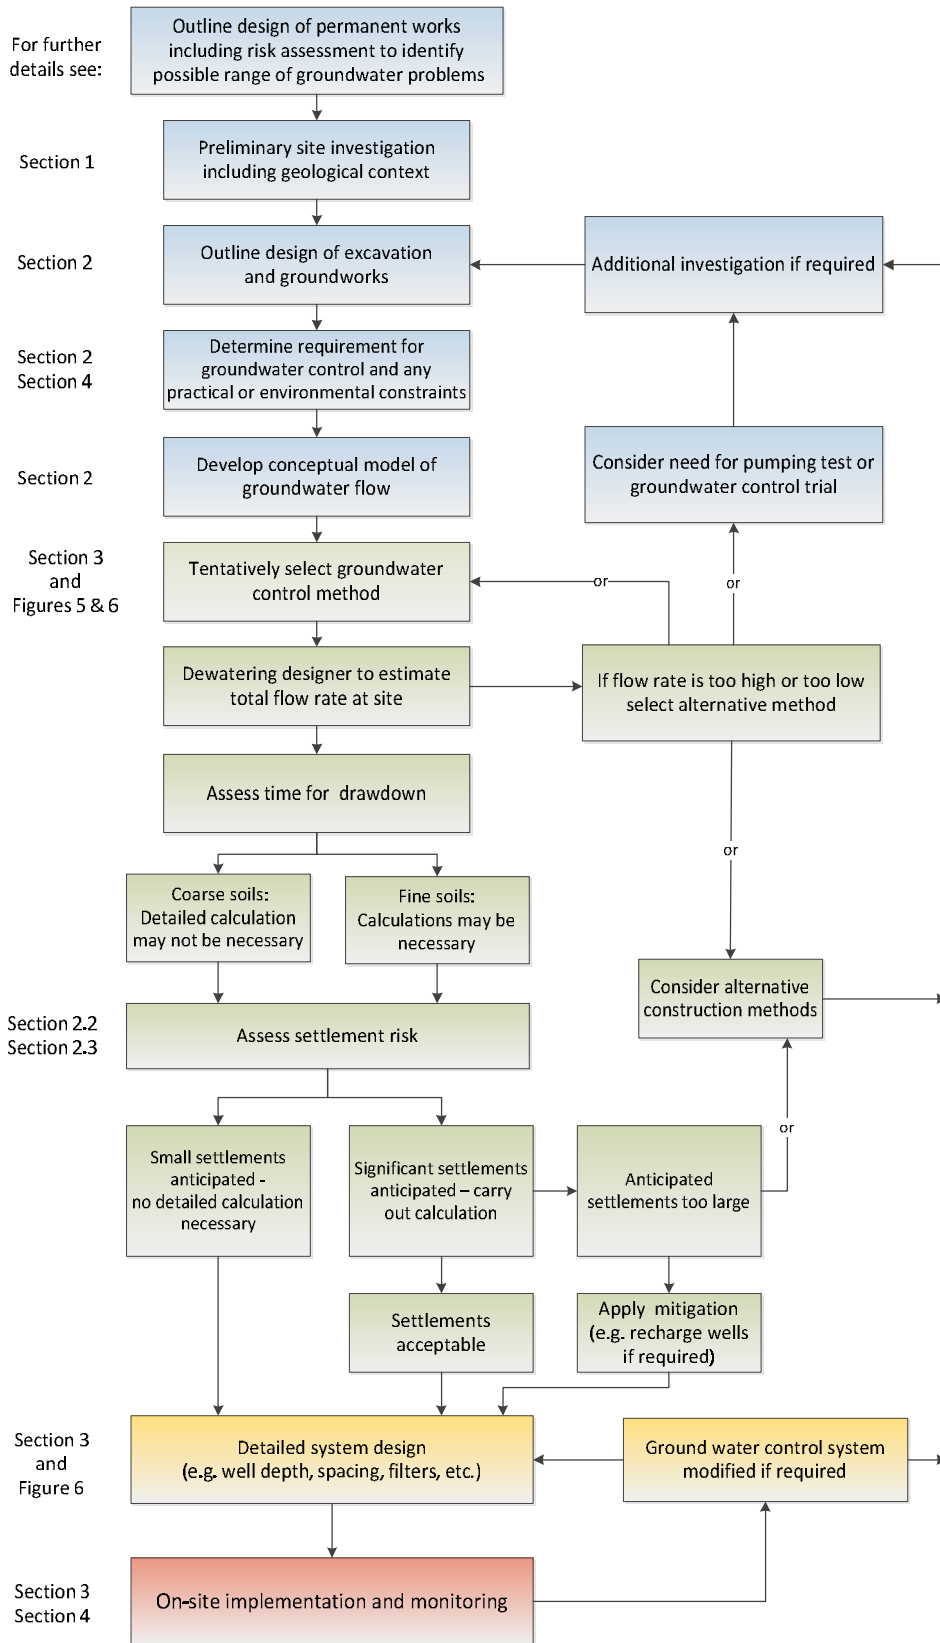 For further
details see:
Outline design of permanent works
including risk assessment to identify
possible range of groundwater problems
Section 1
Preliminary site investigation
including geological context
Section 2
Outline design of excavation
and groundworks
Additional investigation if required
Section 2
Section 4
Determine requirement for
groundwater control and any
practical or environmental constraints
Section 2
Develop conceptual model of
groundwater flow
Consider need for pumping test or
groundwater control trial
Section 3
and
Figures 5 & 6
Tentatively select groundwater
control method
or
or
Dewatering designer to estimate
total flow rate at site
If flow rate is too high or too low
select alternative method
Assess time for drawdown
or
Coarse soils:
Detailed calculation
may not be necessary
Fine soils:
Calculations may be
necessary
Consider alternative
construction methods
Section 2.2
Section 2.3
Assess settlement risk
or
Small settlements
anticipated -
no detailed calculation
necessary
Significant settlements
anticipated – carry
out calculation
Anticipated
settlements too large
Settlements
acceptable
Apply mitigation
(e.g. recharge wells
if required)
Section 3
and
Figure 6
Detailed system design
(e.g. well depth, spacing, filters, etc.)
Ground water control system
modified if required
Section 3
Section 4
On-site implementation and monitoring